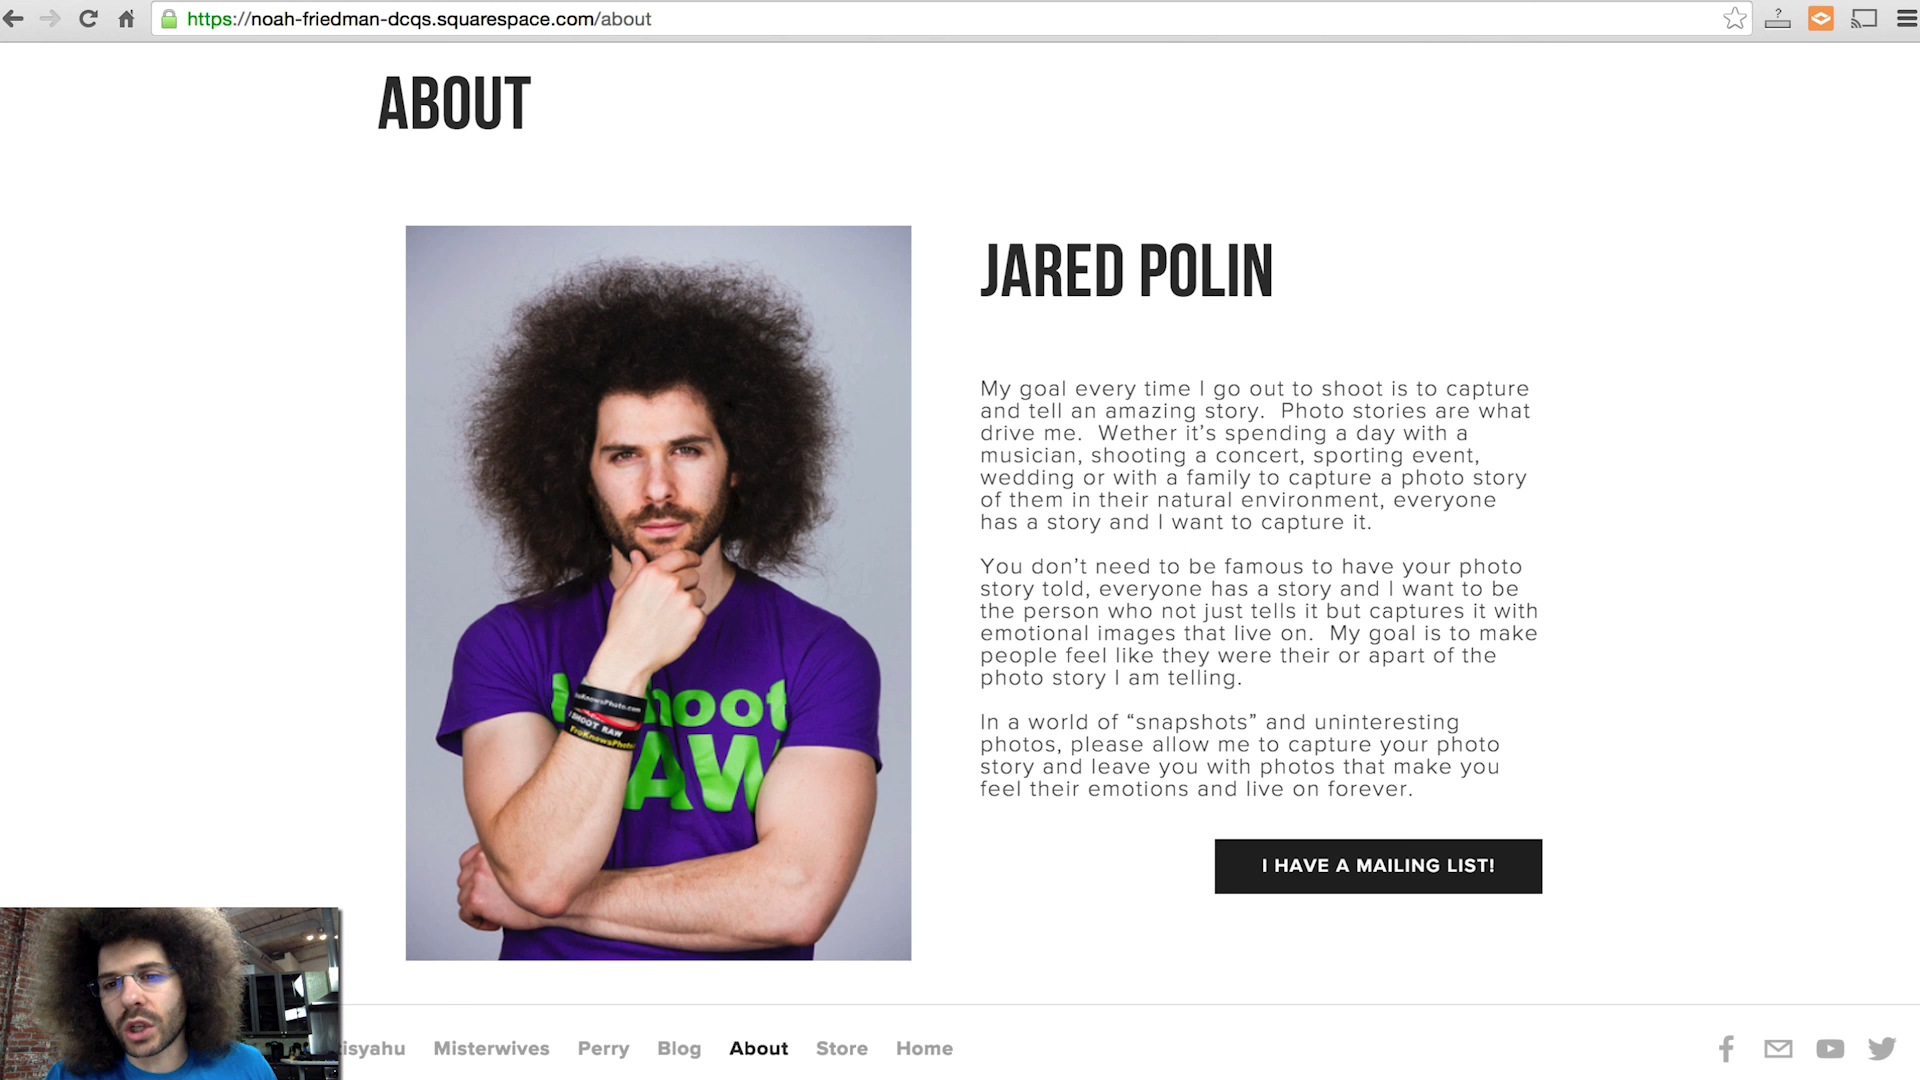 https://noah-friedman-dcqs.squarespace.com/about
ABOUT
JARED POLIN
My goal every time I go out to shoot is to capture
and tell an amazing story. Photo stories are what
drive me. Wether it's spending a day with a
musician, shooting a concert, sporting event,
wedding or with a family to capture a photo story
of them in their natural environment, everyone
has a story and I want to capture it.
You don't need to be famous to have your photo
story told, everyone has a story and I want to be
the person who not just tells it but captures it with
emotional images that live on. My goal is to make
people feel like they were their or apart of the
photo story I am telling.
In a world of “snapshots” and uninteresting
photos, please allow me to capture your photo
story and leave you with photos that make you
feel their emotions and live on forever.
I HAVE A MAILING LIST!
hoot
AW
FroKnowsPhoto.com
I SHOOT RAW
FroKnowsPhoto
isyahu Misterwives Perry Blog About Store Home